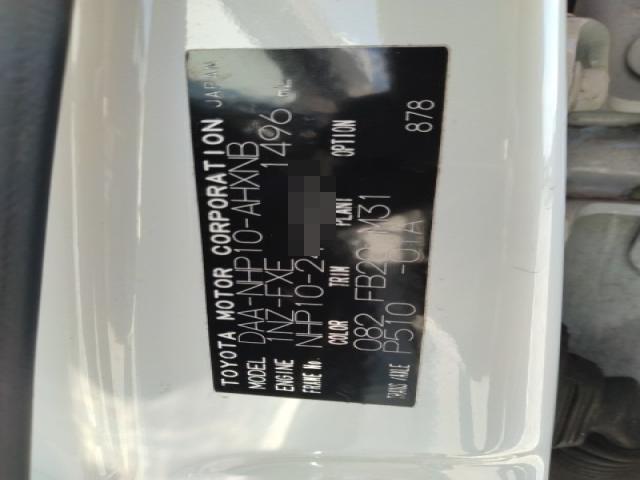 TOYOTA MOTOR CORPORATION JAPAN
MODEL DAA-NHP10-AHXNB
ENGINE 1NZ-FXE 1496 mL
FRAME No. NHP10-24
COLOR TRIM PLANT OPTION
082 FB20 M31
TRANS./AXLE P510 -01A 878